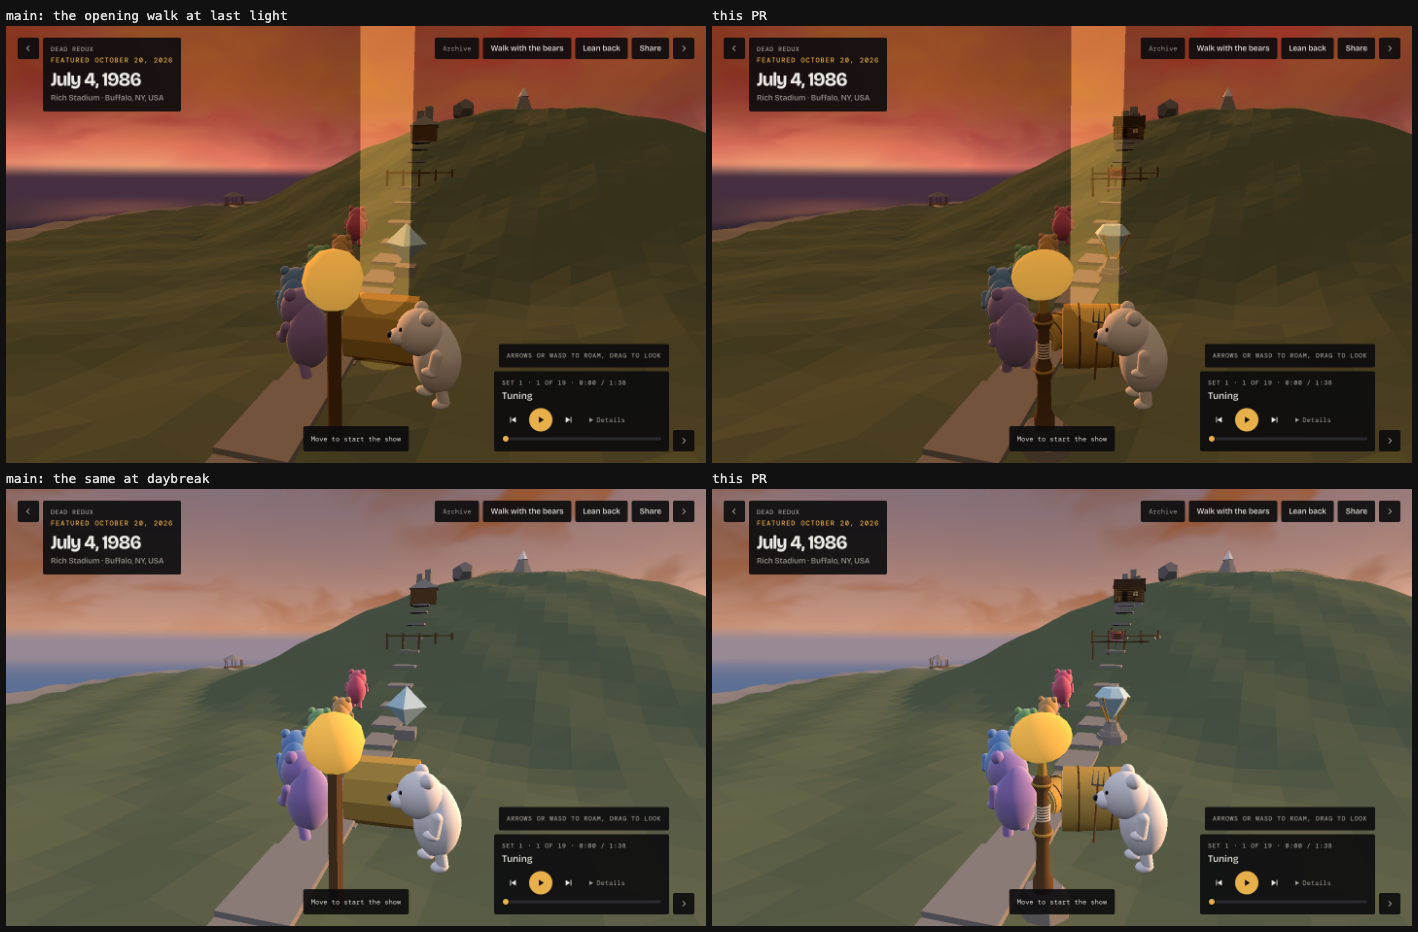 main: the opening walk at last light
DEAD REDUX
FEATURED OCTOBER 20, 2026
July 4, 1986
Rich Stadium · Buffalo, NY, USA
Archive
Walk with the bears
Lean back
Share
ARROWS OR WASD TO ROAM, DRAG TO LOOK
SET 1 · 1 OF 19 · 0:00 / 1:38
Tuning
Details
Move to start the show
this PR
DEAD REDUX
FEATURED OCTOBER 20, 2026
July 4, 1986
Rich Stadium · Buffalo, NY, USA
Archive
Walk with the bears
Lean back
Share
ARROWS OR WASD TO ROAM, DRAG TO LOOK
SET 1 · 1 OF 19 · 0:00 / 1:38
Tuning
Details
Move to start the show
main: the same at daybreak
DEAD REDUX
FEATURED OCTOBER 20, 2026
July 4, 1986
Rich Stadium · Buffalo, NY, USA
Archive
Walk with the bears
Lean back
Share
ARROWS OR WASD TO ROAM, DRAG TO LOOK
SET 1 · 1 OF 19 · 0:00 / 1:38
Tuning
Details
Move to start the show
this PR
DEAD REDUX
FEATURED OCTOBER 20, 2026
July 4, 1986
Rich Stadium · Buffalo, NY, USA
Archive
Walk with the bears
Lean back
Share
ARROWS OR WASD TO ROAM, DRAG TO LOOK
SET 1 · 1 OF 19 · 0:00 / 1:38
Tuning
Details
Move to start the show